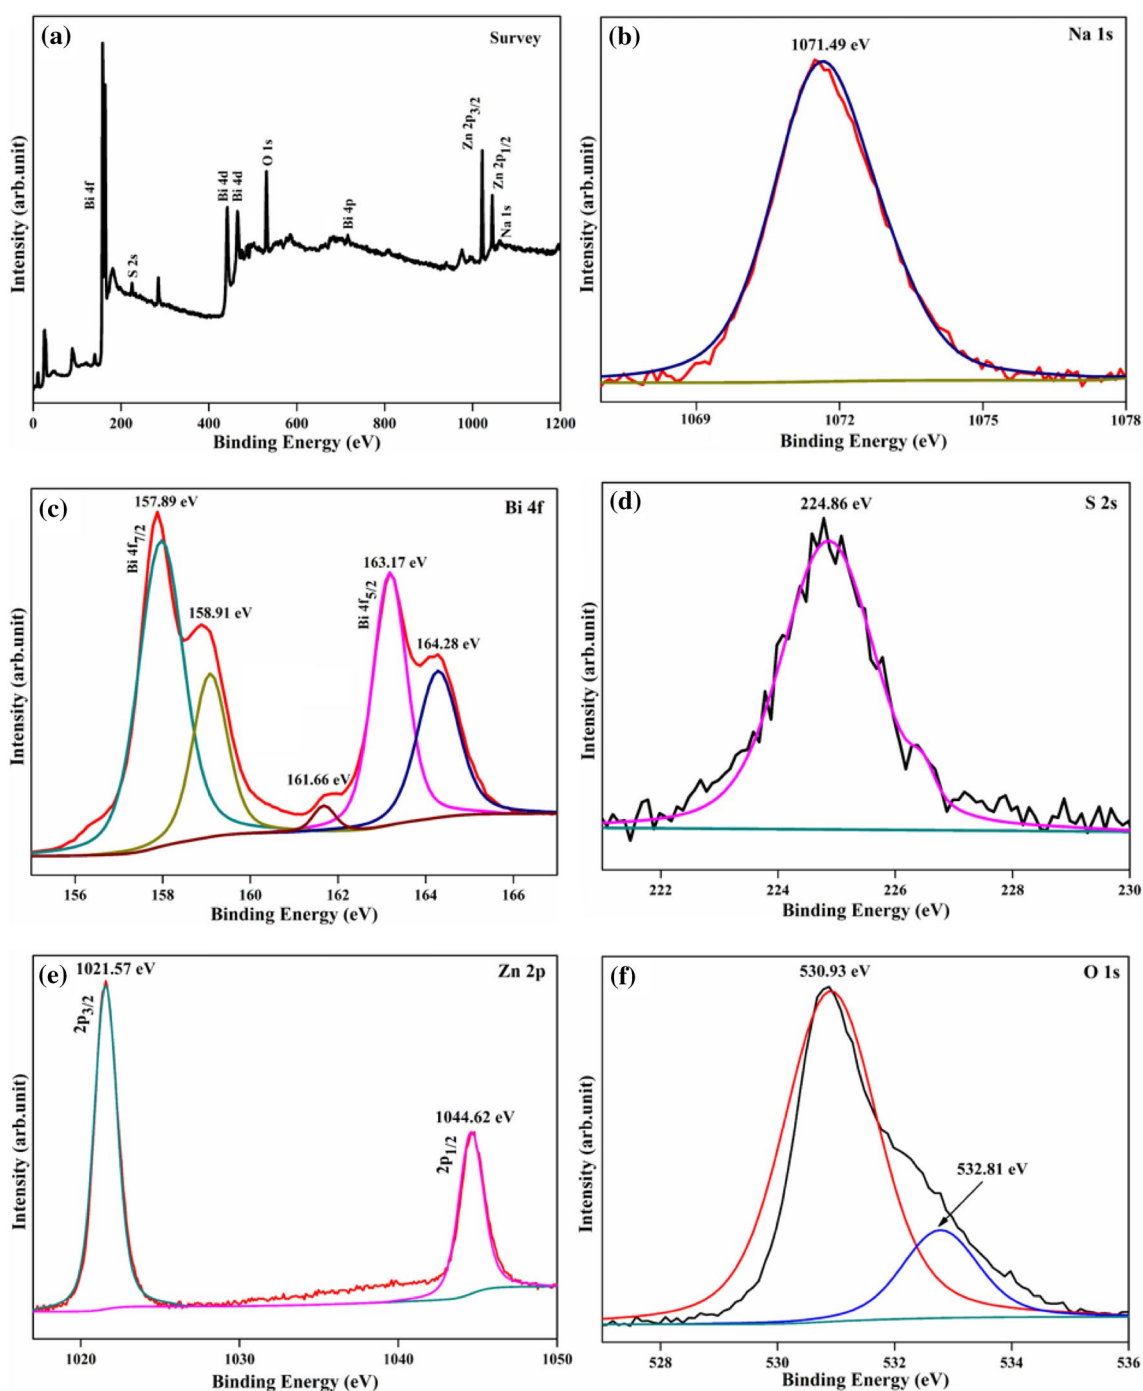 (a)
Survey
Intensity (arb.unit)
Bi 4f
S 2s
Bi 4d
Bi 4d
O 1s
Bi 4p
Zn 2p3/2
Zn 2p1/2
Na 1s
0 200 400 600 800 1000 1200
Binding Energy (eV)
(b)
Na 1s
1071.49 eV
Intensity (arb.unit)
1069 1072 1075 1078
Binding Energy (eV)
(c)
Bi 4f
157.89 eV
Bi 4f7/2
158.91 eV
161.66 eV
163.17 eV
Bi 4f5/2
164.28 eV
Intensity (arb.unit)
156 158 160 162 164 166
Binding Energy (eV)
(d)
S 2s
224.86 eV
Intensity (arb.unit)
222 224 226 228 230
Binding Energy (eV)
(e)
Zn 2p
1021.57 eV
2p3/2
1044.62 eV
2p1/2
Intensity (arb.unit)
1020 1030 1040 1050
Binding Energy (eV)
(f)
O 1s
530.93 eV
532.81 eV
Intensity (arb.unit)
528 530 532 534 536
Binding Energy (eV)